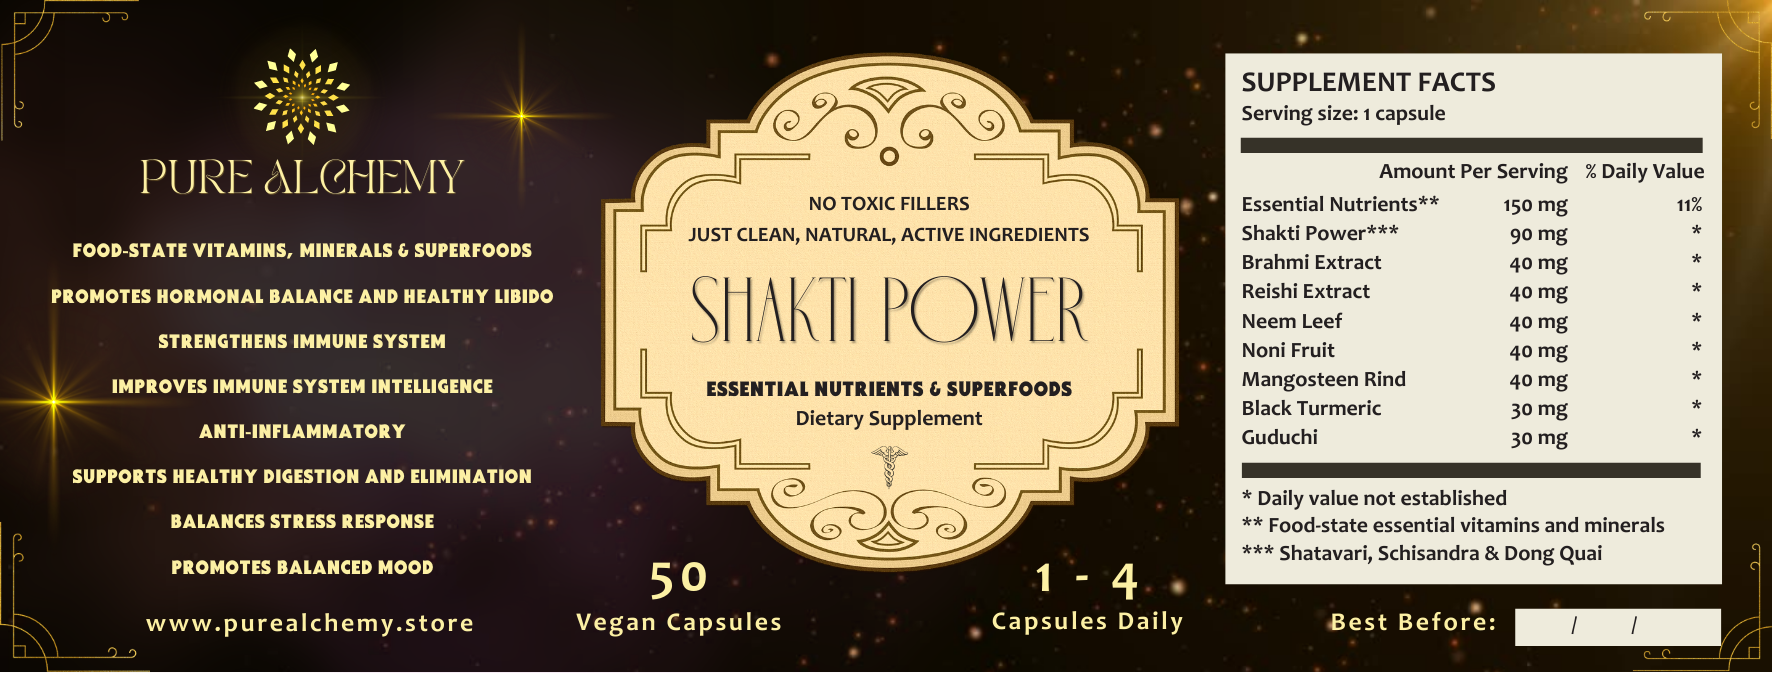 PURE ALCHEMY
FOOD-STATE VITAMINS, MINERALS & SUPERFOODS
PROMOTES HORMONAL BALANCE AND HEALTHY LIBIDO
STRENGTHENS IMMUNE SYSTEM
IMPROVES IMMUNE SYSTEM INTELLIGENCE
ANTI-INFLAMMATORY
SUPPORTS HEALTHY DIGESTION AND ELIMINATION
BALANCES STRESS RESPONSE
PROMOTES BALANCED MOOD
www.purealchemy.store
NO TOXIC FILLERS
JUST CLEAN, NATURAL, ACTIVE INGREDIENTS
SHAKTI POWER
ESSENTIAL NUTRIENTS & SUPERFOODS
Dietary Supplement
50
Vegan Capsules
1 - 4
Capsules Daily
SUPPLEMENT FACTS
Serving size: 1 capsule
Amount Per Serving % Daily Value
Essential Nutrients** 150 mg 11%
Shakti Power*** 90 mg *
Brahmi Extract 40 mg *
Reishi Extract 40 mg *
Neem Leaf 40 mg *
Noni Fruit 40 mg *
Mangosteen Rind 40 mg *
Black Turmeric 30 mg *
Guduchi 30 mg *
* Daily value not established
** Food-state essential vitamins and minerals
*** Shatavari, Schisandra & Dong Quai
Best Before: / /